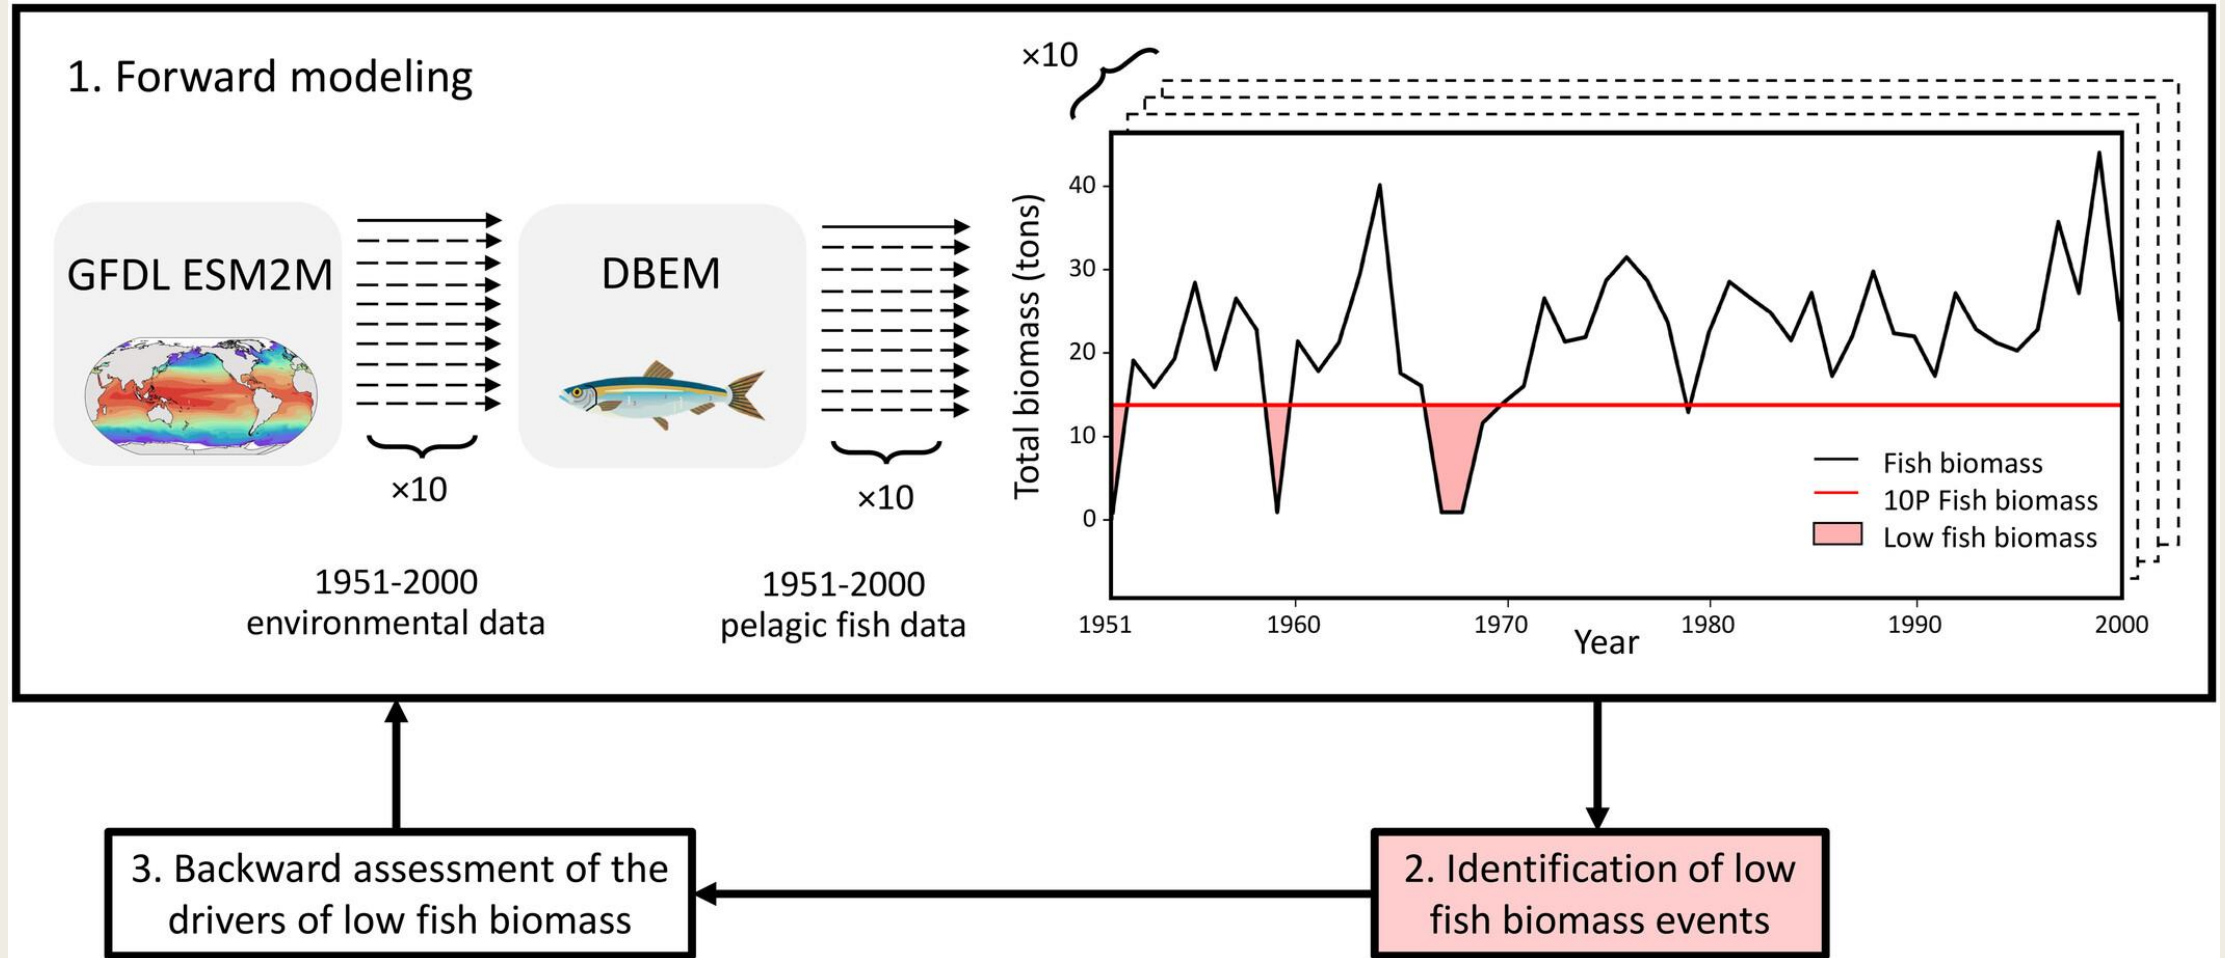 1. Forward modeling
GFDL ESM2M
×10
1951-2000
environmental data
DBEM
×10
1951-2000
pelagic fish data
×10
Total biomass (tons)
40
30
20
10
0
Fish biomass
10P Fish biomass
Low fish biomass
1951
1960
1970
1980
1990
2000
Year
2. Identification of low
fish biomass events
3. Backward assessment of the
drivers of low fish biomass